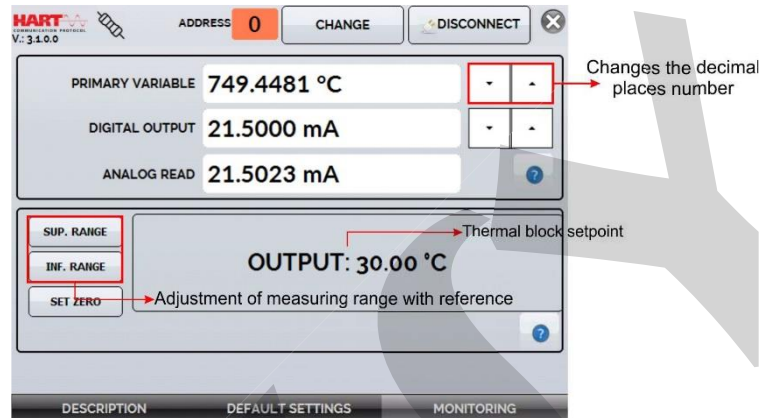 HART
COMMUNICATION PROTOCOL
V.: 3.1.0.0
ADDRESS 0 CHANGE DISCONNECT
PRIMARY VARIABLE 749.4481 °C
Changes the decimal
places number
DIGITAL OUTPUT 21.5000 mA
ANALOG READ 21.5023 mA
?
SUP. RANGE
Thermal block setpoint
INF. RANGE
OUTPUT: 30.00 °C
SET ZERO
Adjustment of measuring range with reference
?
DESCRIPTION DEFAULT SETTINGS MONITORING